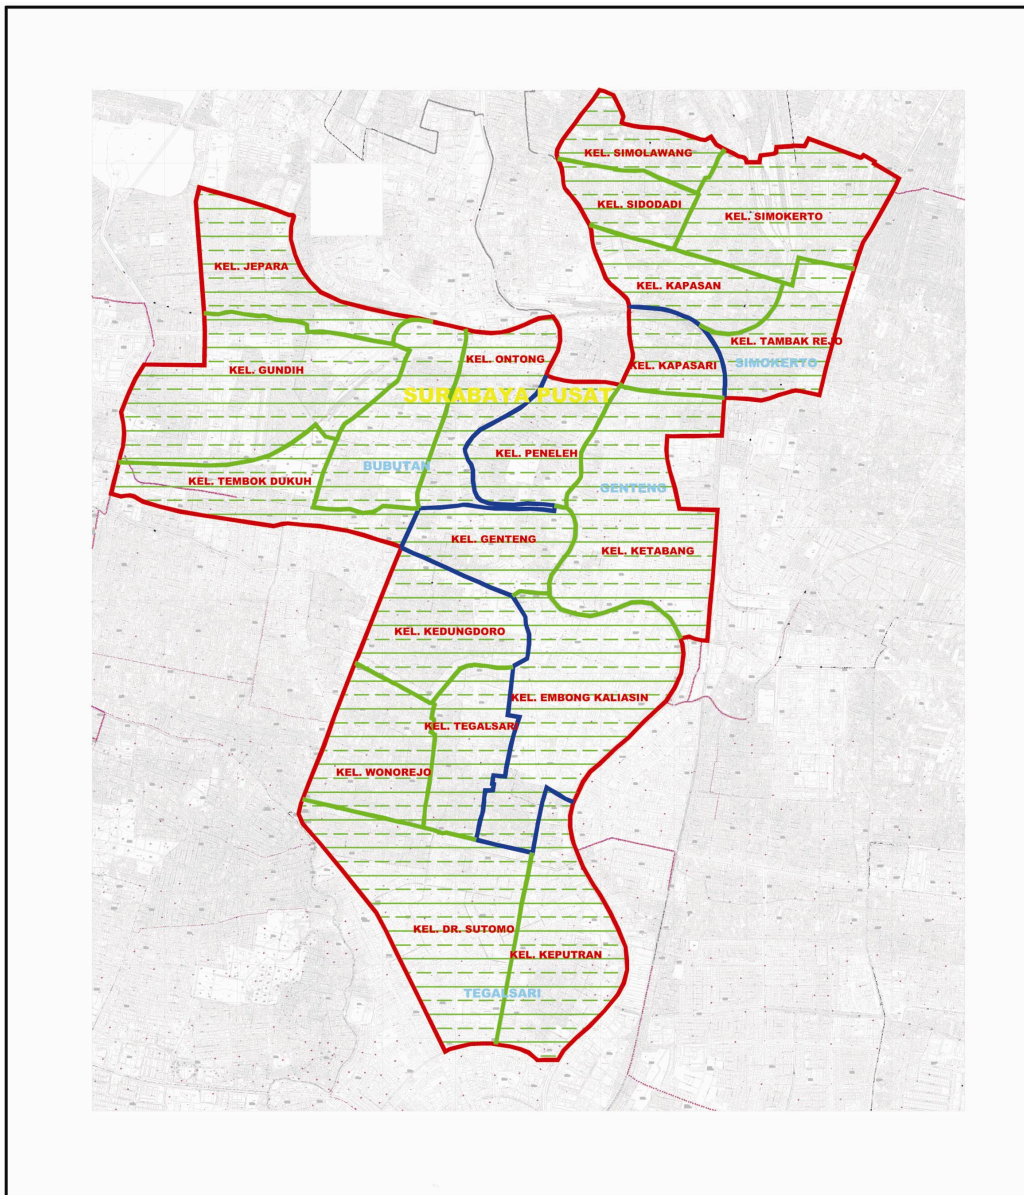 KEL. SIMOLAWANG
KEL. SIDODADI
KEL. SIMOKERTO
KEL. JEPARA
KEL. KAPASAN
KEL. TAMBAK REJO
KEL. ONTONG
KEL. KAPASARI
SIMOKERTO
KEL. GUNDIH
SURABAYA PUSAT
KEL. PENELEH
BUBUTAN
KEL. TEMBOK DUKUH
GENTENG
KEL. GENTENG
KEL. KETABANG
KEL. KEDUNGDORO
KEL. EMBONG KALIASIN
KEL. TEGALSARI
KEL. WONOREJO
KEL. DR. SUTOMO
KEL. KEPUTRAN
TEGALSARI